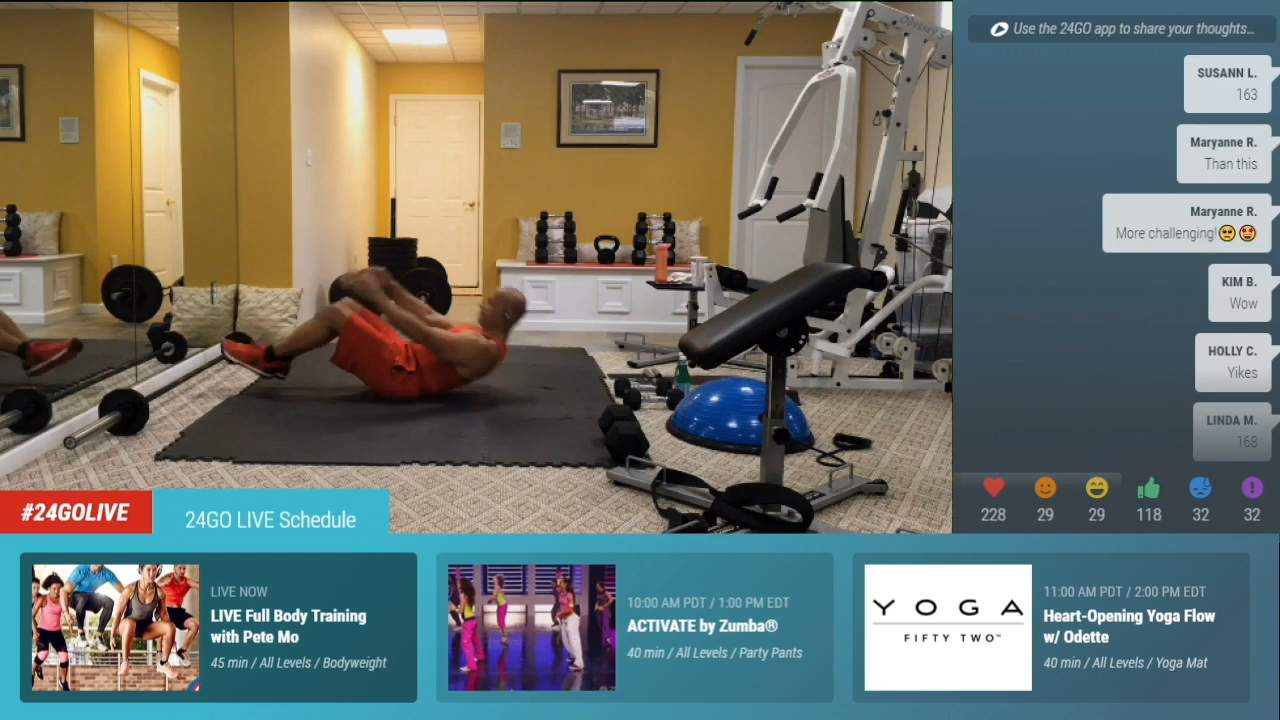 Use the 24GO app to share your thoughts...
SUSANN L.
163
Maryanne R.
Than this
Maryanne R.
More challenging!🥺 🤩
KIM B.
Wow
HOLLY C.
Yikes
LINDA M.
168
228 29 29 118 32 32
#24GOLIVE
24GO LIVE Schedule
LIVE NOW
LIVE Full Body Training
with Pete Mo
45 min / All Levels / Bodyweight
10:00 AM PDT / 1:00 PM EDT
ACTIVATE by Zumba®
40 min / All Levels / Party Pants
YOGA
FIFTY TWO™
11:00 AM PDT / 2:00 PM EDT
Heart-Opening Yoga Flow
w/ Odette
40 min / All Levels / Yoga Mat